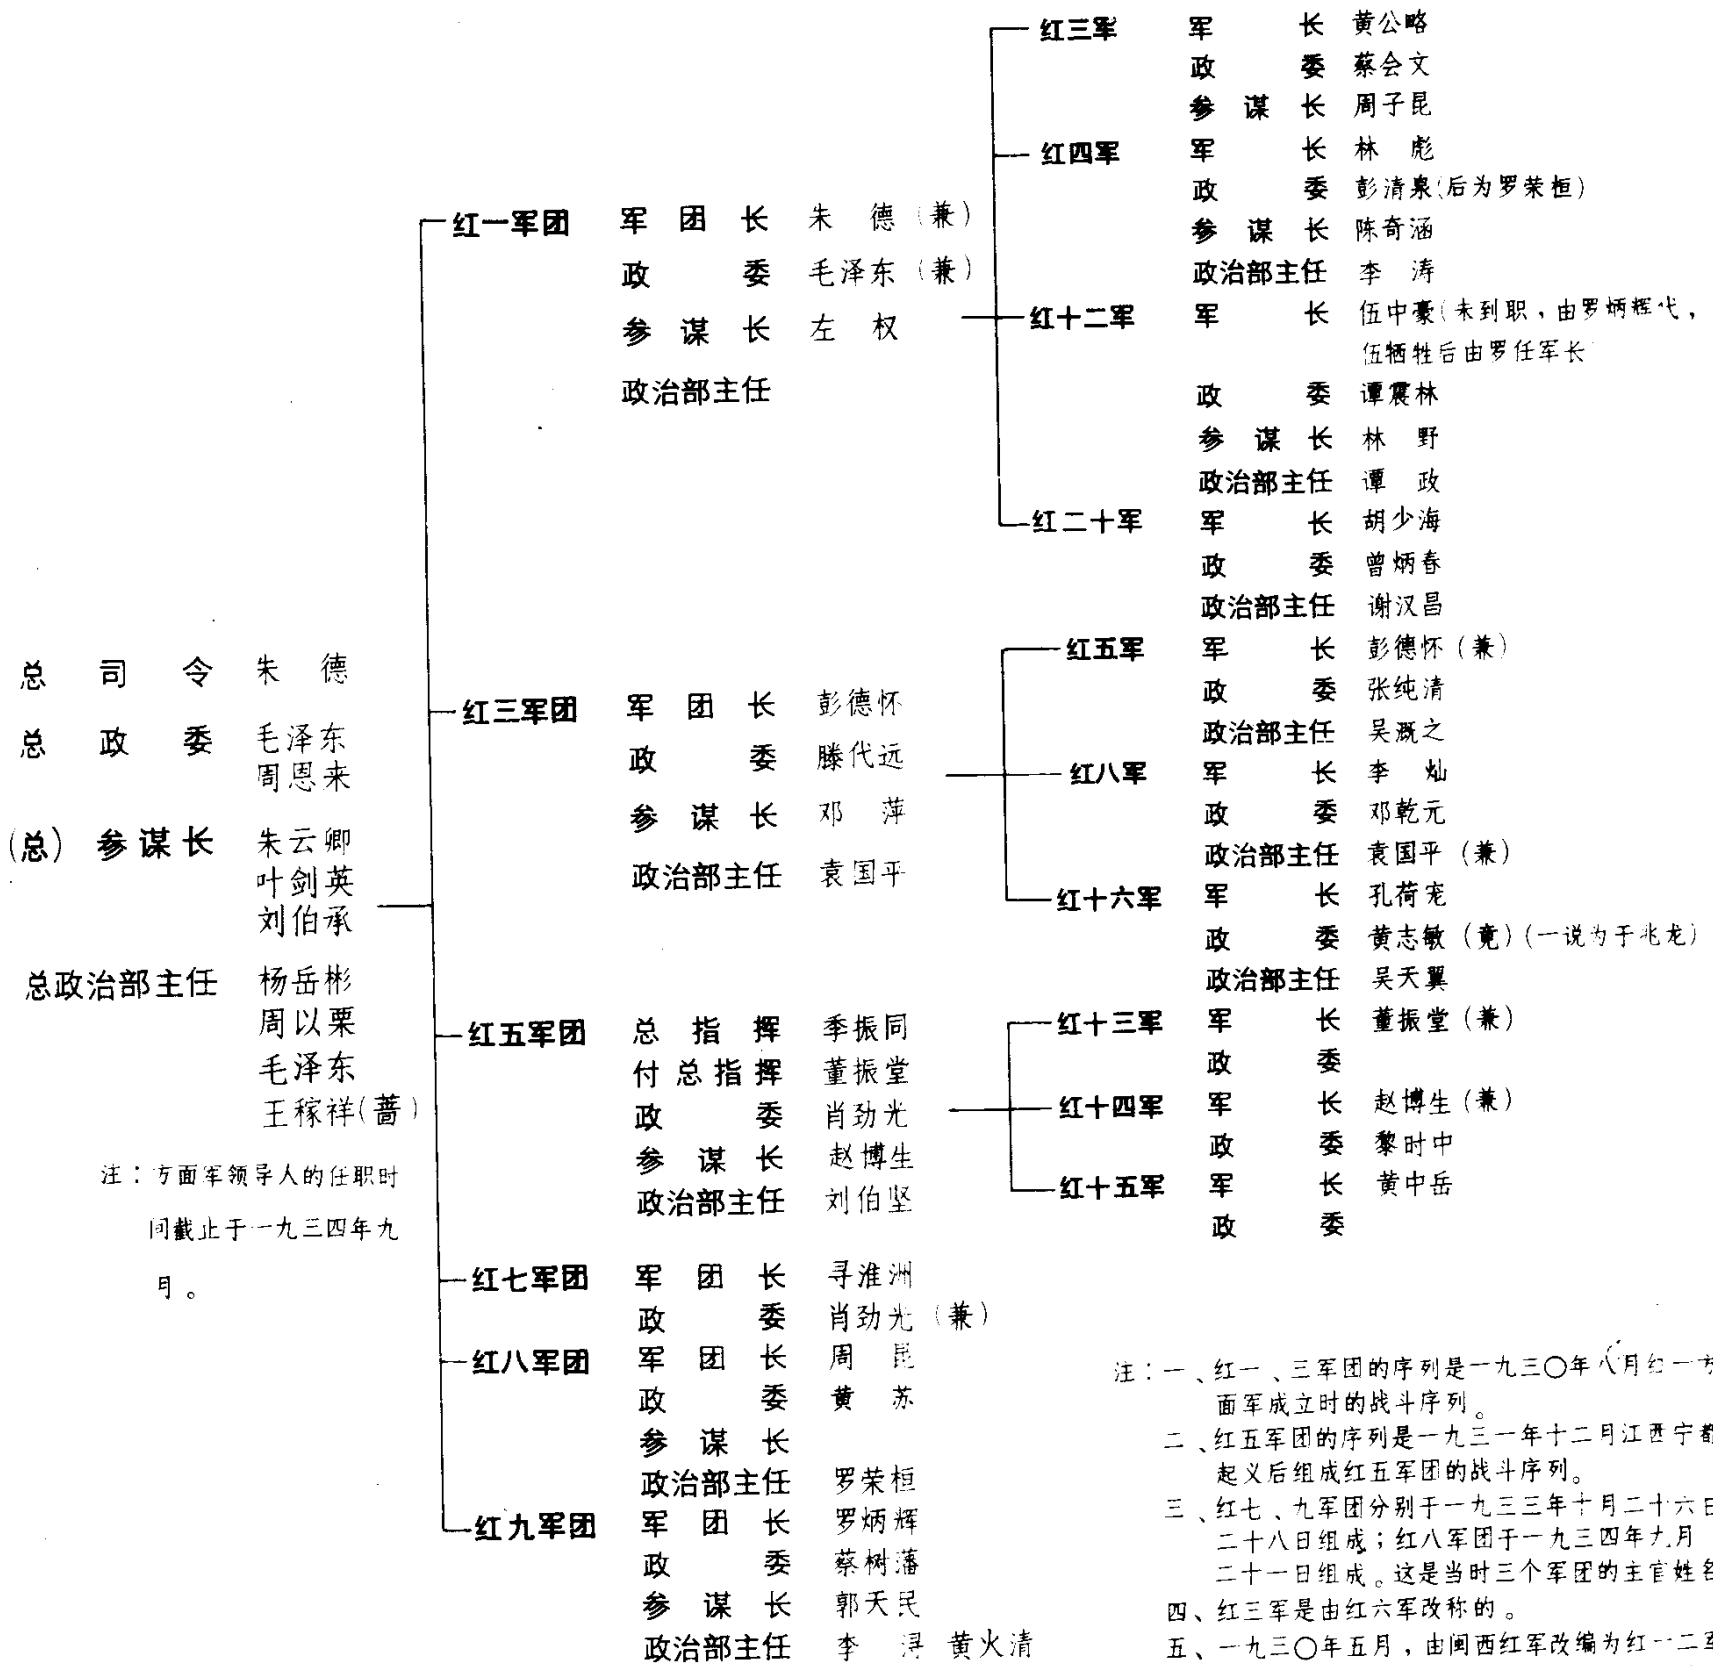 总司令 朱德
总政委 毛泽东
周恩来
(总)参谋长 朱云卿
叶剑英
刘伯承
总政治部主任 杨岳彬
周以栗
毛泽东
王稼祥(蔷)
注：方面军领导人的任职时
间截止于一九三四年九
月。
红一军团 军团长 朱德(兼)
政委 毛泽东(兼)
参谋长 左权
政治部主任
红三军 军长 黄公略
政委 蔡会文
参谋长 周子昆
红四军 军长 林彪
政委 彭清泉(后为罗荣桓)
参谋长 陈奇涵
政治部主任 李涛
红十二军 军长 伍中豪(未到职，由罗炳辉代，
伍牺牲后由罗任军长
政委 谭震林
参谋长 林野
政治部主任 谭政
红二十军 军长 胡少海
政委 曾炳春
政治部主任 谢汉昌
红三军团 军团长 彭德怀
政委 滕代远
参谋长 邓萍
政治部主任 袁国平
红五军 军长 彭德怀(兼)
政委 张纯清
政治部主任 吴溉之
红八军 军长 李灿
政委 邓乾元
政治部主任 袁国平(兼)
红十六军 军长 孔荷宠
政委 黄志敏(竟)(一说为于兆龙)
政治部主任 吴天翼
红五军团 总指挥 季振同
付总指挥 董振堂
政委 肖劲光
参谋长 赵博生
政治部主任 刘伯坚
红十三军 军长 董振堂(兼)
政委
红十四军 军长 赵博生(兼)
政委 黎时中
红十五军 军长 黄中岳
政委
红七军团 军团长 寻淮洲
政委 肖劲光(兼)
红八军团 军团长 周昆
政委 黄苏
参谋长
政治部主任 罗荣桓
红九军团 军团长 罗炳辉
政委 蔡树藩
参谋长 郭天民
政治部主任 李涛 黄火清
注：一、红一、三军团的序列是一九三〇年八月红一方
面军成立时的战斗序列。
二、红五军团的序列是一九三一年十二月江西宁都
起义后组成红五军团的战斗序列。
三、红七、九军团分别于一九三三年十月二十六日
二十八日组成；红八军团于一九三四年九月
二十一日组成。这是当时三个军团的主官姓名
四、红三军是由红六军改称的。
五、一九三〇年五月，由闽西红军改编为红一二军